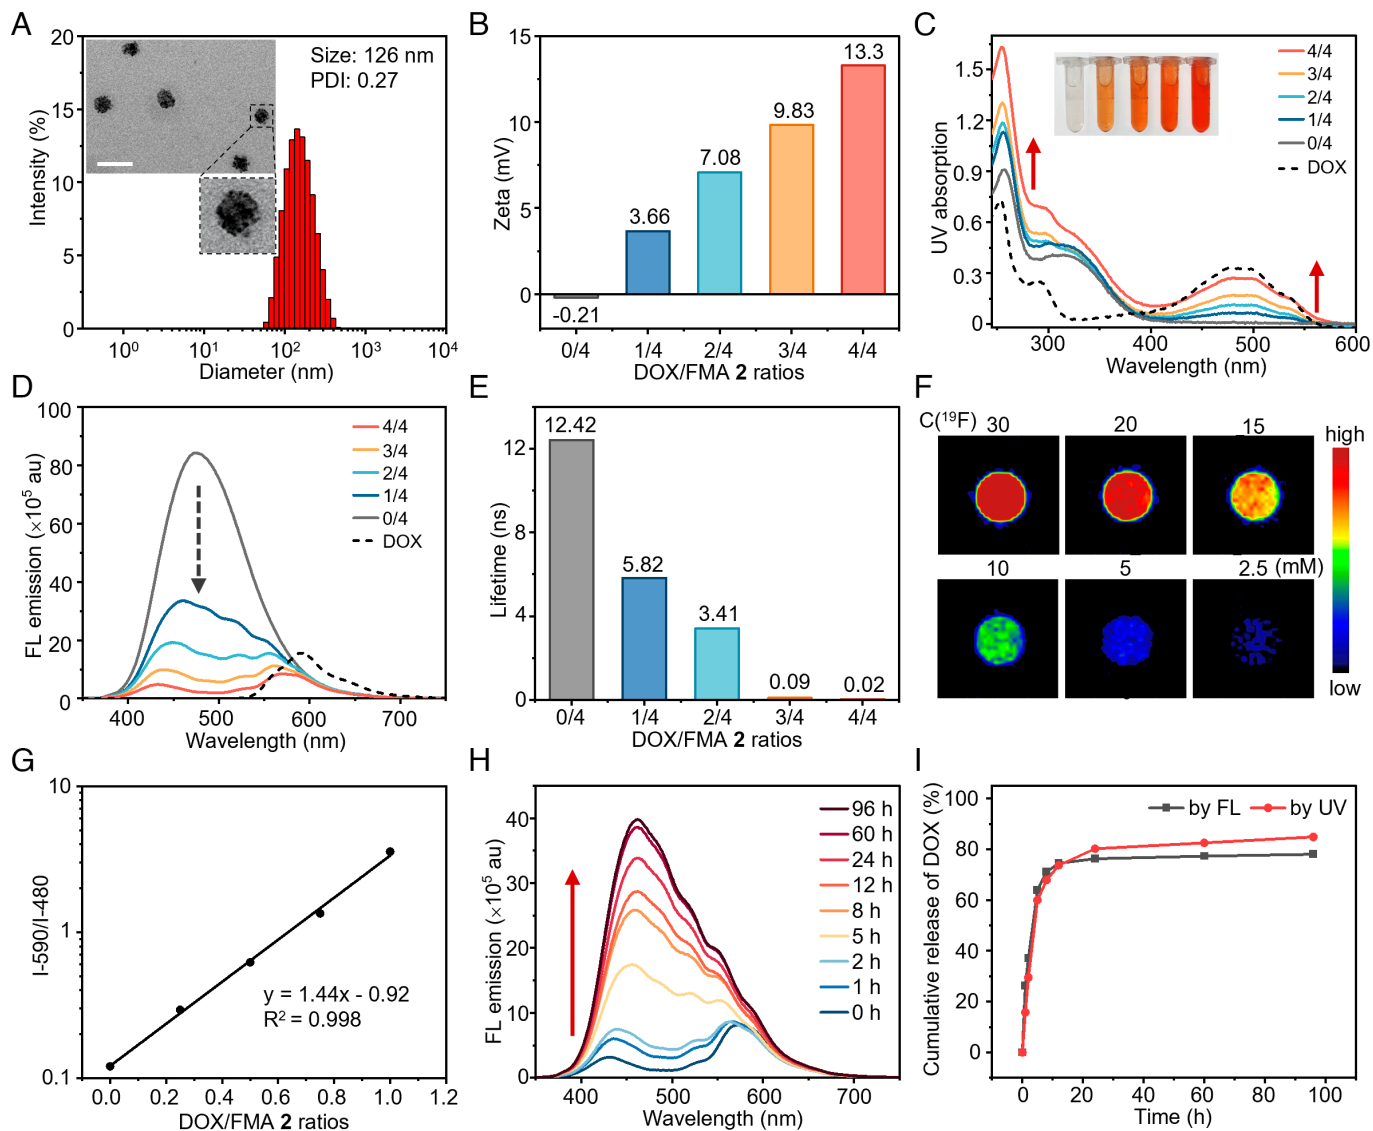 A
20
15
10
5
0
Intensity (%)
Size: 126 nm
PDI: 0.27
10⁰
10¹
10²
10³
10⁴
Diameter (nm)
B
15
10
5
0
Zeta (mV)
-0.21
3.66
7.08
9.83
13.3
0/4
1/4
2/4
3/4
4/4
DOX/FMA 2 ratios
C
1.5
1.2
0.9
0.6
0.3
0
UV absorption
4/4
3/4
2/4
1/4
0/4
DOX
300
400
500
600
Wavelength (nm)
D
100
80
60
40
20
0
FL emission (×10⁵ au)
4/4
3/4
2/4
1/4
0/4
DOX
400
500
600
700
Wavelength (nm)
E
12
8
4
0
Lifetime (ns)
12.42
5.82
3.41
0.09
0.02
0/4
1/4
2/4
3/4
4/4
DOX/FMA 2 ratios
F
C(¹⁹F)
30
20
15
10
5
2.5 (mM)
high
low
G
10
1
0.1
I-590/I-480
y = 1.44x - 0.92
R² = 0.998
0.0
0.2
0.4
0.6
0.8
1.0
1.2
DOX/FMA 2 ratios
H
40
30
20
10
0
FL emission (×10⁵ au)
96 h
60 h
24 h
12 h
8 h
5 h
2 h
1 h
0 h
400
500
600
700
Wavelength (nm)
I
100
80
60
40
20
0
Cumulative release of DOX (%)
by FL
by UV
0
20
40
60
80
100
Time (h)